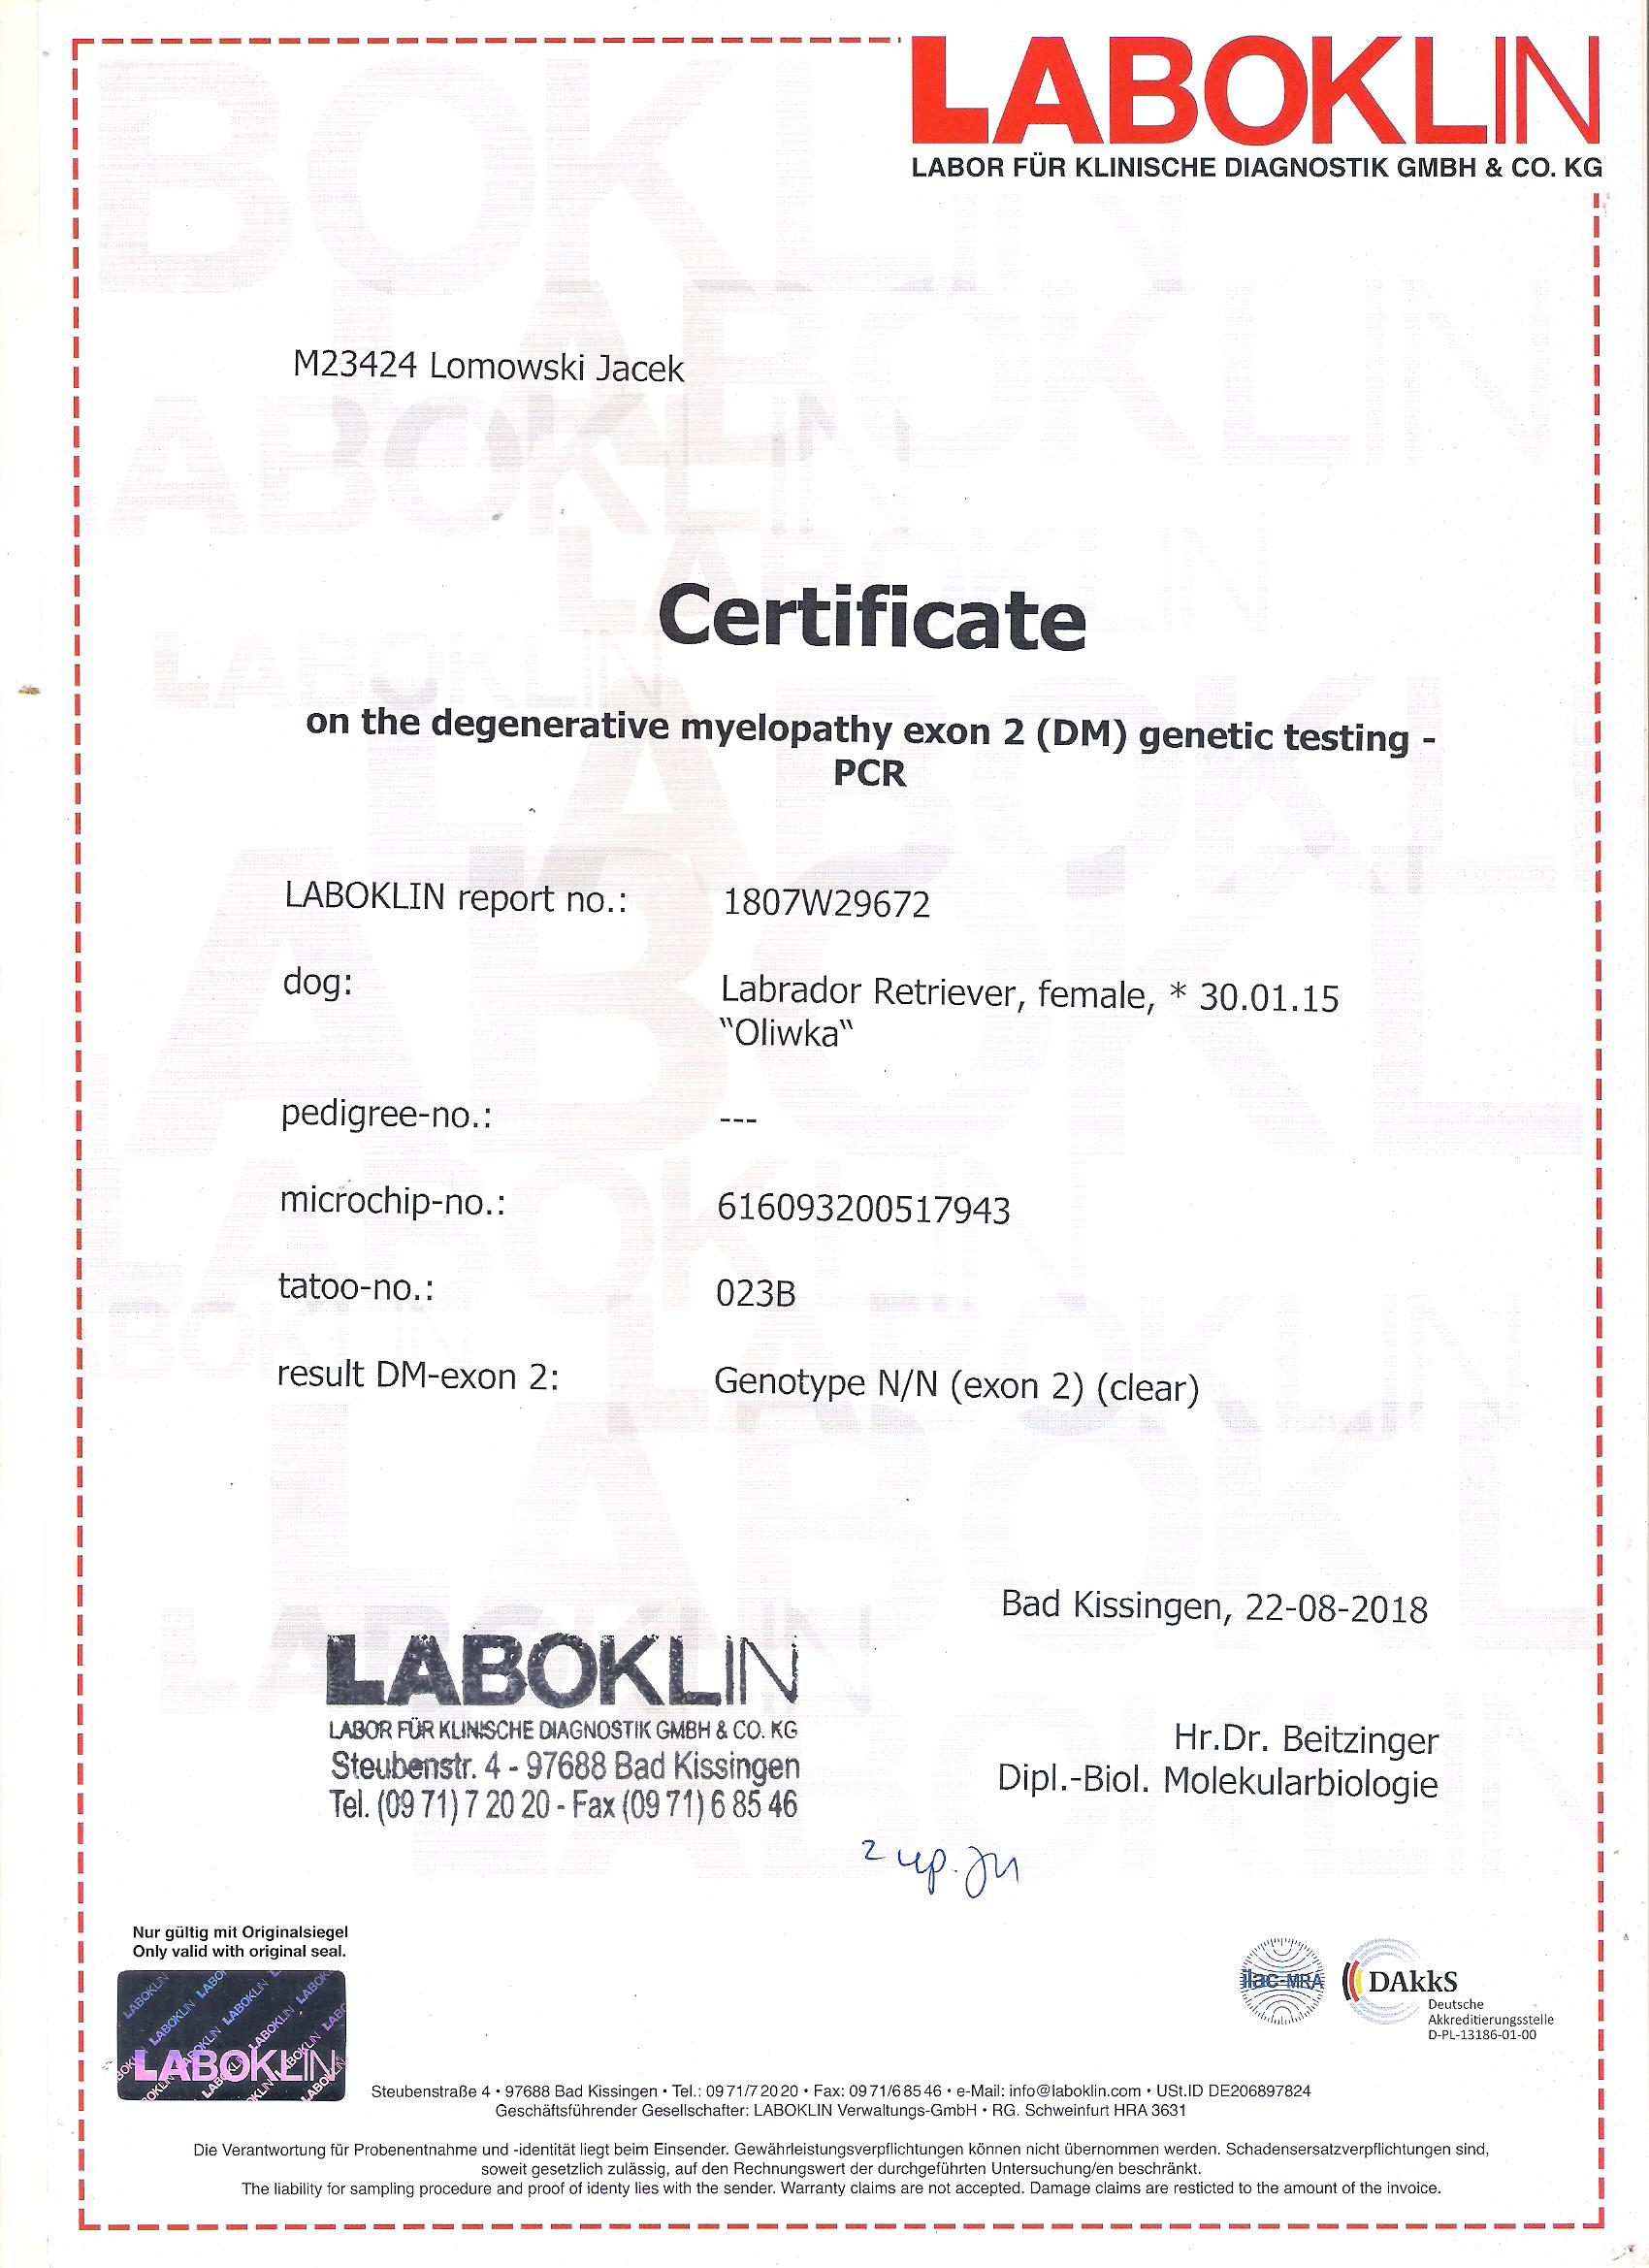 LABOKLIN
LABOR FÜR KLINISCHE DIAGNOSTIK GMBH & CO. KG
M23424 Lomowski Jacek
Certificate
on the degenerative myelopathy exon 2 (DM) genetic testing -
PCR
LABOKLIN report no.: 1807W29672
dog: Labrador Retriever, female, * 30.01.15
"Oliwka"
pedigree-no.: ---
microchip-no.: 616093200517943
tatoo-no.: 023B
result DM-exon 2: Genotype N/N (exon 2) (clear)
Bad Kissingen, 22-08-2018
LABOKLIN
LABOR FÜR KLINISCHE DIAGNOSTIK GMBH & CO. KG
Steubenstr. 4 - 97688 Bad Kissingen
Tel. (09 71) 7 20 20 - Fax (09 71) 6 85 46
Hr.Dr. Beitzinger
Dipl.-Biol. Molekularbiologie
Nur gültig mit Originalsiegel
Only valid with original seal.
LABOKLIN
ilac-MRA
DAkkS
Deutsche
Akkreditierungsstelle
D-PL-13186-01-00
Steubenstraße 4 • 97688 Bad Kissingen • Tel.: 09 71/7 20 20 • Fax: 09 71/6 85 46 • e-Mail: info@laboklin.com • USt.ID DE206897824
Geschäftsführender Gesellschafter: LABOKLIN Verwaltungs-GmbH • RG. Schweinfurt HRA 3631
Die Verantwortung für Probenentnahme und -identität liegt beim Einsender. Gewährleistungsverpflichtungen können nicht übernommen werden. Schadensersatzverpflichtungen sind,
soweit gesetzlich zulässig, auf den Rechnungswert der durchgeführten Untersuchung/en beschränkt.
The liability for sampling procedure and proof of identy lies with the sender. Warranty claims are not accepted. Damage claims are resticted to the amount of the invoice.